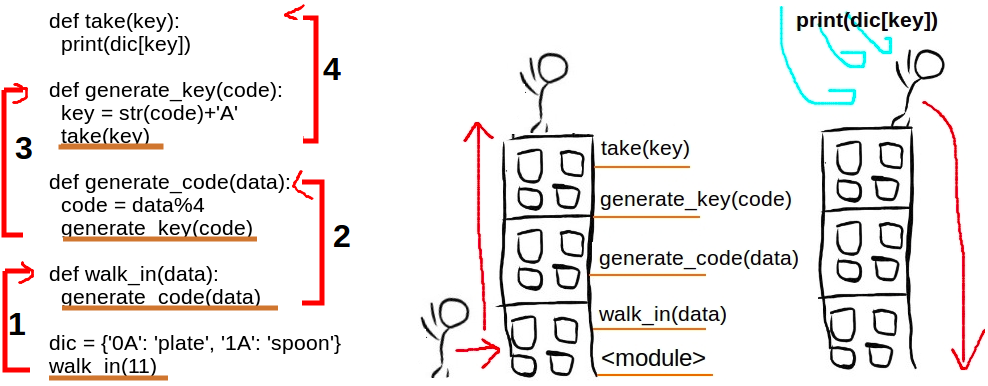 def take(key):
print(dic[key])
4
def generate_key(code):
key = str(code)+'A'
take(key)
3
def generate_code(data):
code = data%4
generate_key(code)
2
def walk_in(data):
generate_code(data)
1
dic = {'0A': 'plate', '1A': 'spoon'}
walk_in(11)
take(key)
generate_key(code)
generate_code(data)
walk_in(data)
<module>
print(dic[key])